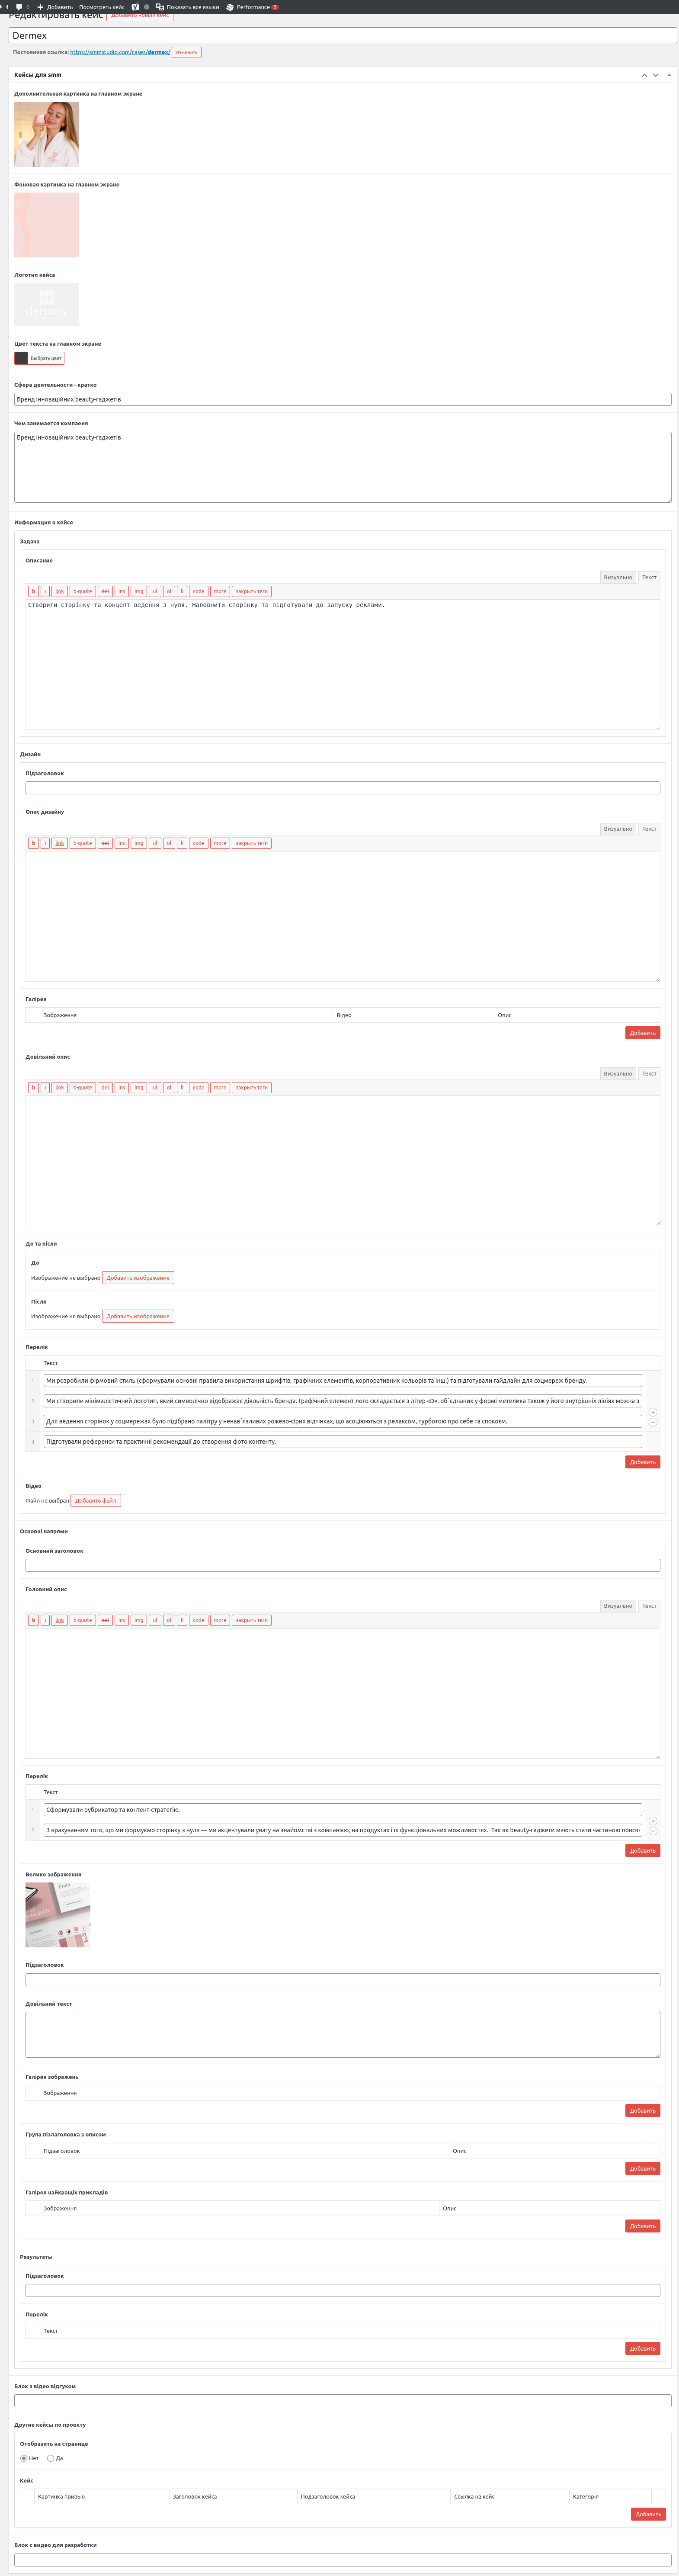 4 0 Добавить Посмотреть кейс Показать все языки Performance 3
Редактировать кейс Добавить новый кейс
Dermex
Постоянная ссылка: https://smmstudio.com/cases/dermex/ Изменить
Кейсы для smm
Дополнительная картинка на главном экране
Фоновая картинка на главном экране
Логотип кейса
dermex
Цвет текста на главном экране
Выбрать цвет
Сфера деятельности - кратко
Бренд інноваційних beauty-гаджетів
Чем занимается компаеия
Бренд інноваційних beauty-гаджетів
Информация о кейсе
Задача
Описание
Визуально Текст
b i link b-quote del ins img ul ol li code more закрыть теги
Створити сторінку та концепт ведення з нуля. Наповнити сторінку та підготувати до запуску реклами.
Дизайн
Підзаголовок
Опис дизайну
Визуально Текст
b i link b-quote del ins img ul ol li code more закрыть теги
Галірея
Зображення Відео Опис
Добавить
Довільний опис
Визуально Текст
b i link b-quote del ins img ul ol li code more закрыть теги
До та після
До
Изображение не выбрано Добавить изображение
Після
Изображение не выбрано Добавить изображение
Перелік
Текст
1 Ми розробили фірмовий стиль (сформували основні правила використання шрифтів, графічних елементів, корпоративних кольорів та інш.) та підготували гайдлайн для соцмереж бренду.
2 Ми створили мінімалістичний логотип, який символічно відображає діяльність бренда. Графічний елемент лого складається з літер «D», об`єднаних у формі метелика Також у його внутрішніх лініях можна з
3 Для ведення сторінок у соцмережах було підібрано палітру у ненав`язливих рожево-сірих відтінках, що асоціюються з релаксом, турботою про себе та спокоєм.
4 Підготували референси та практичні рекомендації до створення фото контенту.
Добавить
Відео
Файл не выбран Добавить файл
Основні напрями
Основний заголовок
Головний опис
Визуально Текст
b i link b-quote del ins img ul ol li code more закрыть теги
Перелік
Текст
1 Сформували рубрикатор та контент-стратегію.
2 З врахуванням того, що ми формуємо сторінку з нуля — ми акцентували увагу на знайомстві з компанією, на продуктах і їх функціональних можливостях. Так як beauty-гаджети мають стати частиною повсяк
Добавить
Велике зображення
Підзаголовок
Довільний текст
Галірея зображень
Зображення
Добавить
Група пізлаголовка з описом
Підзаголовок Опис
Добавить
Галірея найкращіх прикладів
Зображення Опис
Добавить
Результаты
Підзаголовок
Перелік
Текст
Добавить
Блок з відео відгуком
Другие кейсы по проекту
Отобразить на странице
Нет Да
Кейс
Картинка привью Заголовок кейса Подзаголовок кейса Ссылка на кейс Категорія
Добавить
Блок с видео для разработки